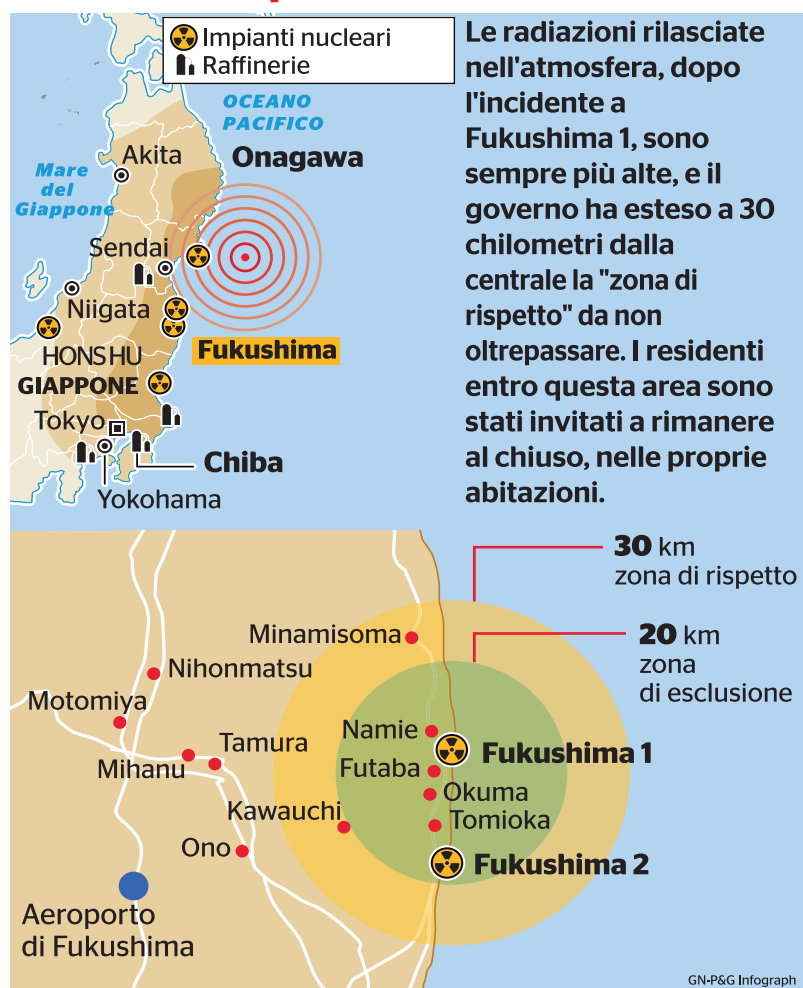 Impianti nucleari
Raffinerie
Le radiazioni rilasciate
nell'atmosfera, dopo
l'incidente a
Fukushima 1, sono
sempre più alte, e il
governo ha esteso a 30
chilometri dalla
centrale la "zona di
rispetto" da non
oltrepassare. I residenti
entro questa area sono
stati invitati a rimanere
al chiuso, nelle proprie
abitazioni.
OCEANO
PACIFICO
Akita
Onagawa
Mare
del
Giappone
Sendai
Niigata
Fukushima
HONSHU
GIAPPONE
Tokyo
Chiba
Yokohama
30 km
zona di rispetto
20 km
zona
di esclusione
Minamisoma
Nihonmatsu
Motomiya
Namie
Tamura
Fukushima 1
Mihanu
Futaba
Okuma
Kawauchi
Tomioka
Ono
Fukushima 2
Aeroporto
di Fukushima
GN-P&G Infograph